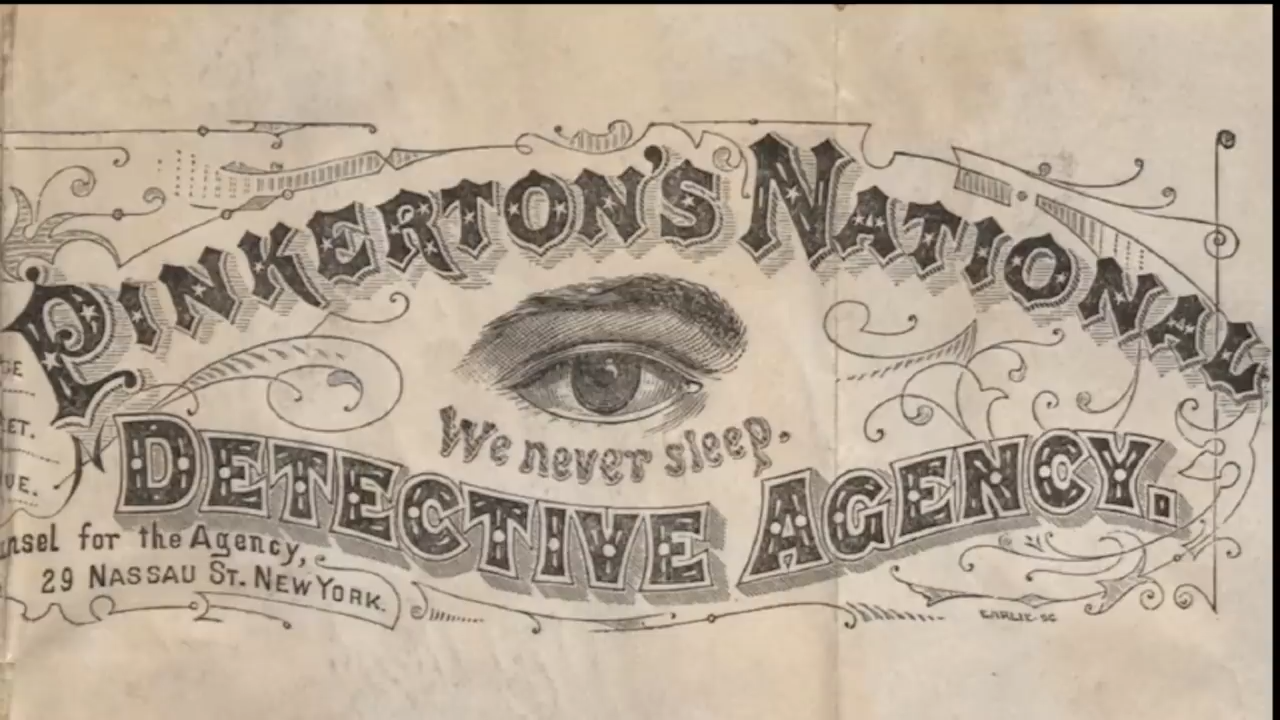 PINKERTON'S NATIONAL
We never sleep.
DETECTIVE AGENCY.
for the Agency,
29 NASSAU ST. NEW YORK.